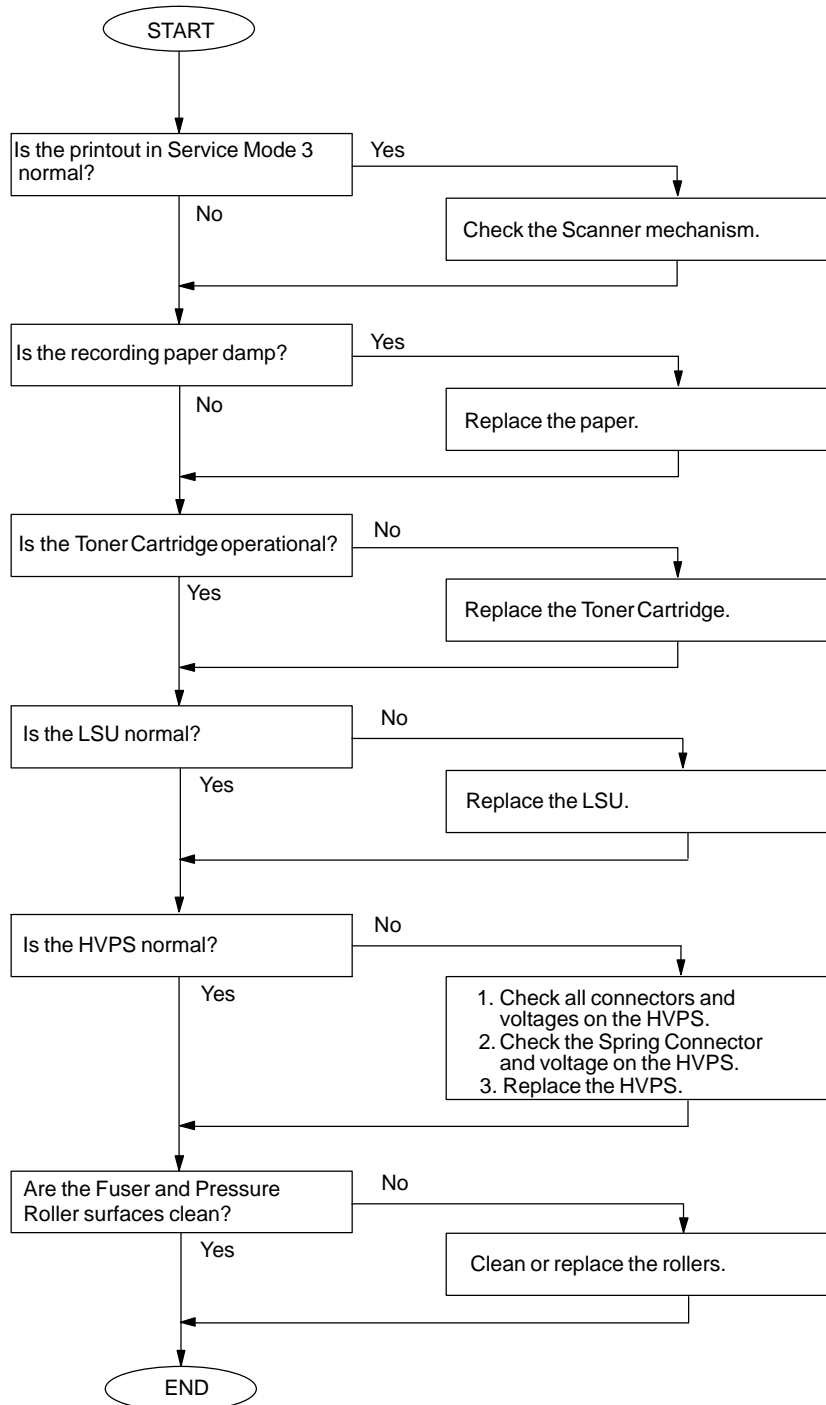 START
Is the printout in Service Mode 3
normal?
Yes
No
Check the Scanner mechanism.
Is the recording paper damp?
Yes
No
Replace the paper.
Is the Toner Cartridge operational?
No
Yes
Replace the Toner Cartridge.
Is the LSU normal?
No
Yes
Replace the LSU.
Is the HVPS normal?
No
Yes
1. Check all connectors and
voltages on the HVPS.
2. Check the Spring Connector
and voltage on the HVPS.
3. Replace the HVPS.
Are the Fuser and Pressure
Roller surfaces clean?
No
Yes
Clean or replace the rollers.
END